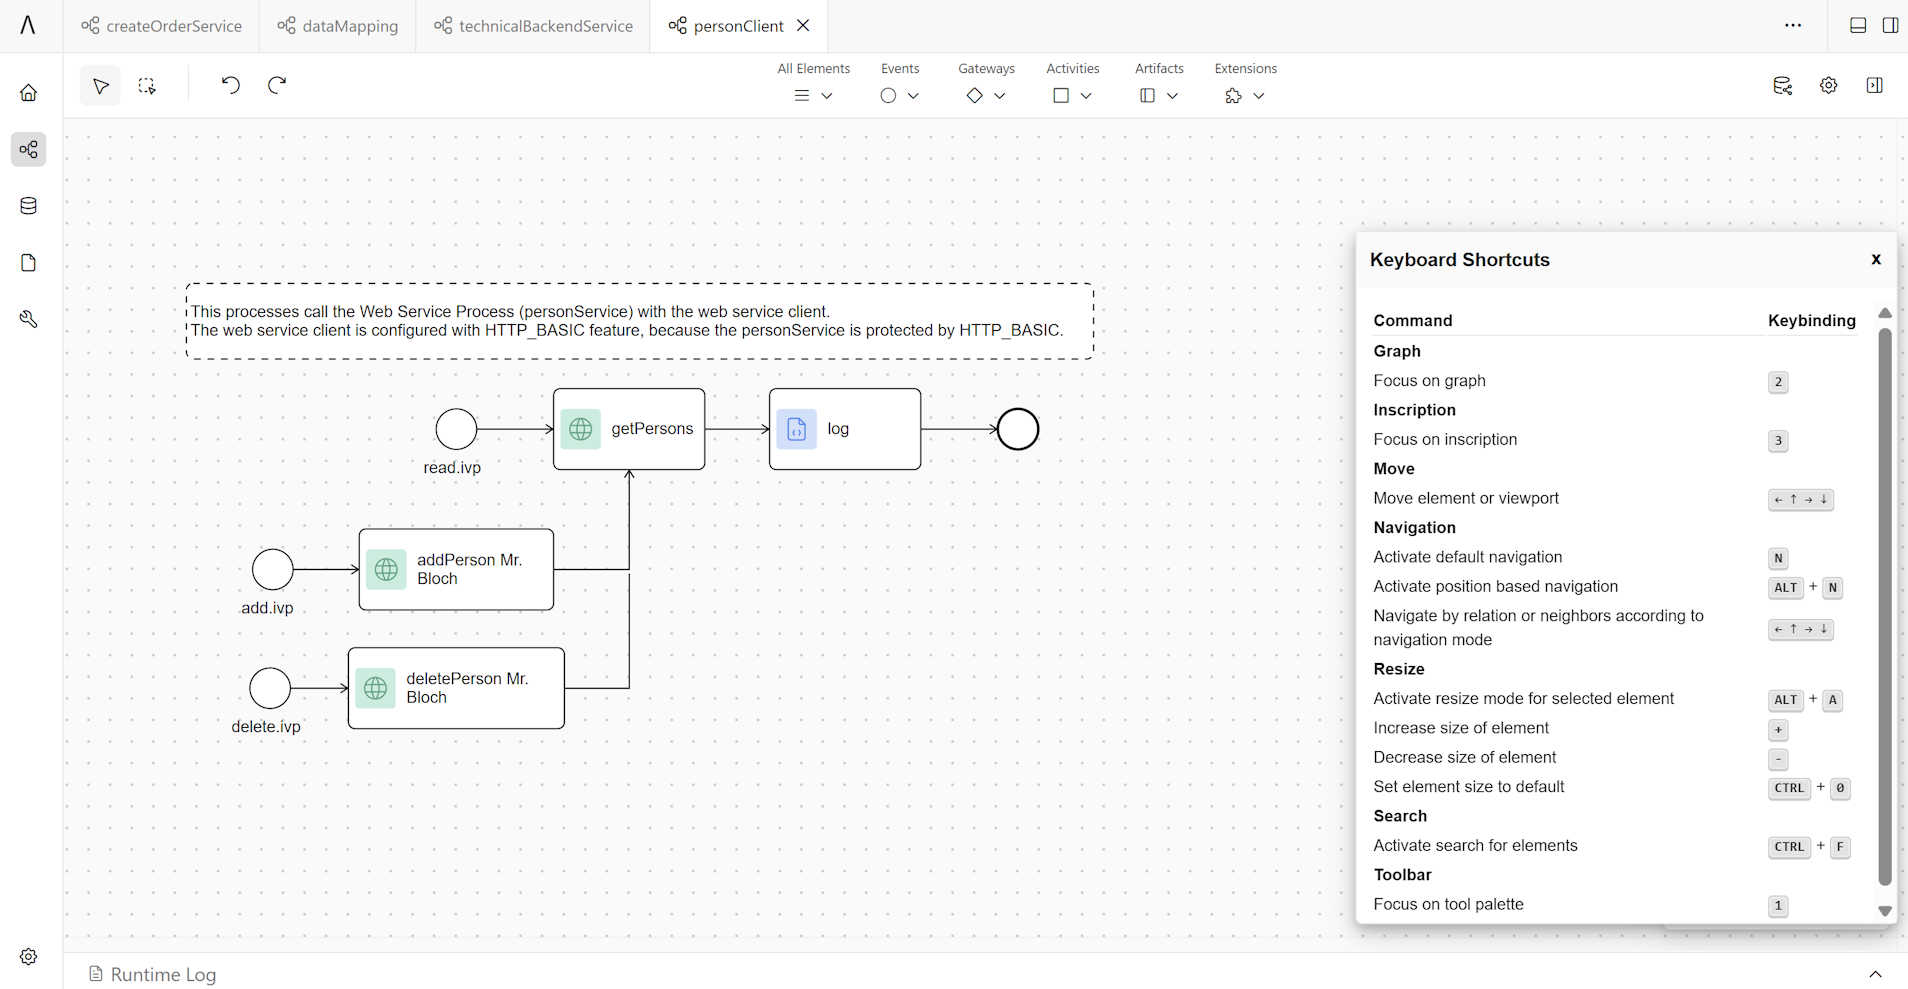 createOrderService
dataMapping
technicalBackendService
personClient
All Elements
Events
Gateways
Activities
Artifacts
Extensions
This processes call the Web Service Process (personService) with the web service client.
The web service client is configured with HTTP_BASIC feature, because the personService is protected by HTTP_BASIC.
read.ivp
getPersons
log
add.ivp
addPerson Mr.
Bloch
delete.ivp
deletePerson Mr.
Bloch
Keyboard Shortcuts x
Command Keybinding
Graph
Focus on graph 2
Inscription
Focus on inscription 3
Move
Move element or viewport ← ↑ → ↓
Navigation
Activate default navigation N
Activate position based navigation ALT + N
Navigate by relation or neighbors according to
navigation mode ← ↑ → ↓
Resize
Activate resize mode for selected element ALT + A
Increase size of element +
Decrease size of element -
Set element size to default CTRL + 0
Search
Activate search for elements CTRL + F
Toolbar
Focus on tool palette 1
Runtime Log